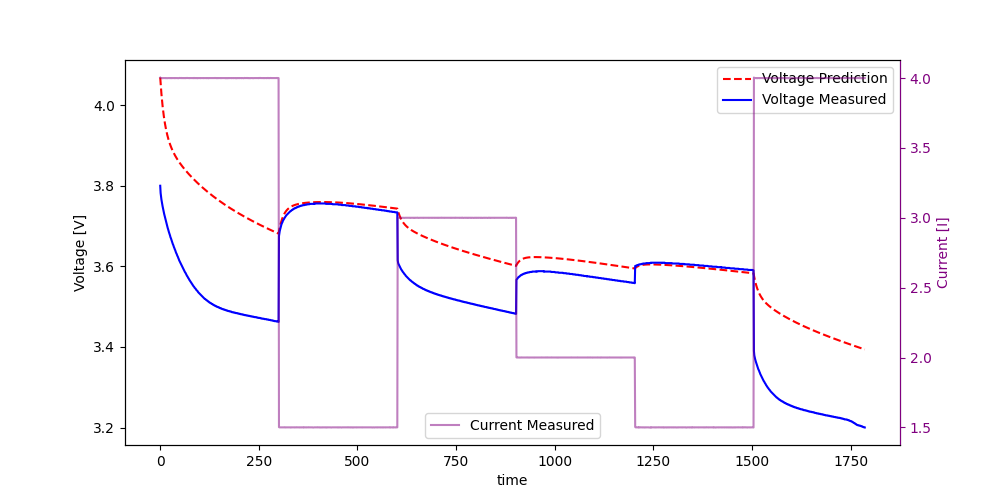 Voltage Prediction
Voltage Measured
Current Measured
Voltage [V]
4.0
3.8
3.6
3.4
3.2
Current [I]
4.0
3.5
3.0
2.5
2.0
1.5
0 250 500 750 1000 1250 1500 1750
time